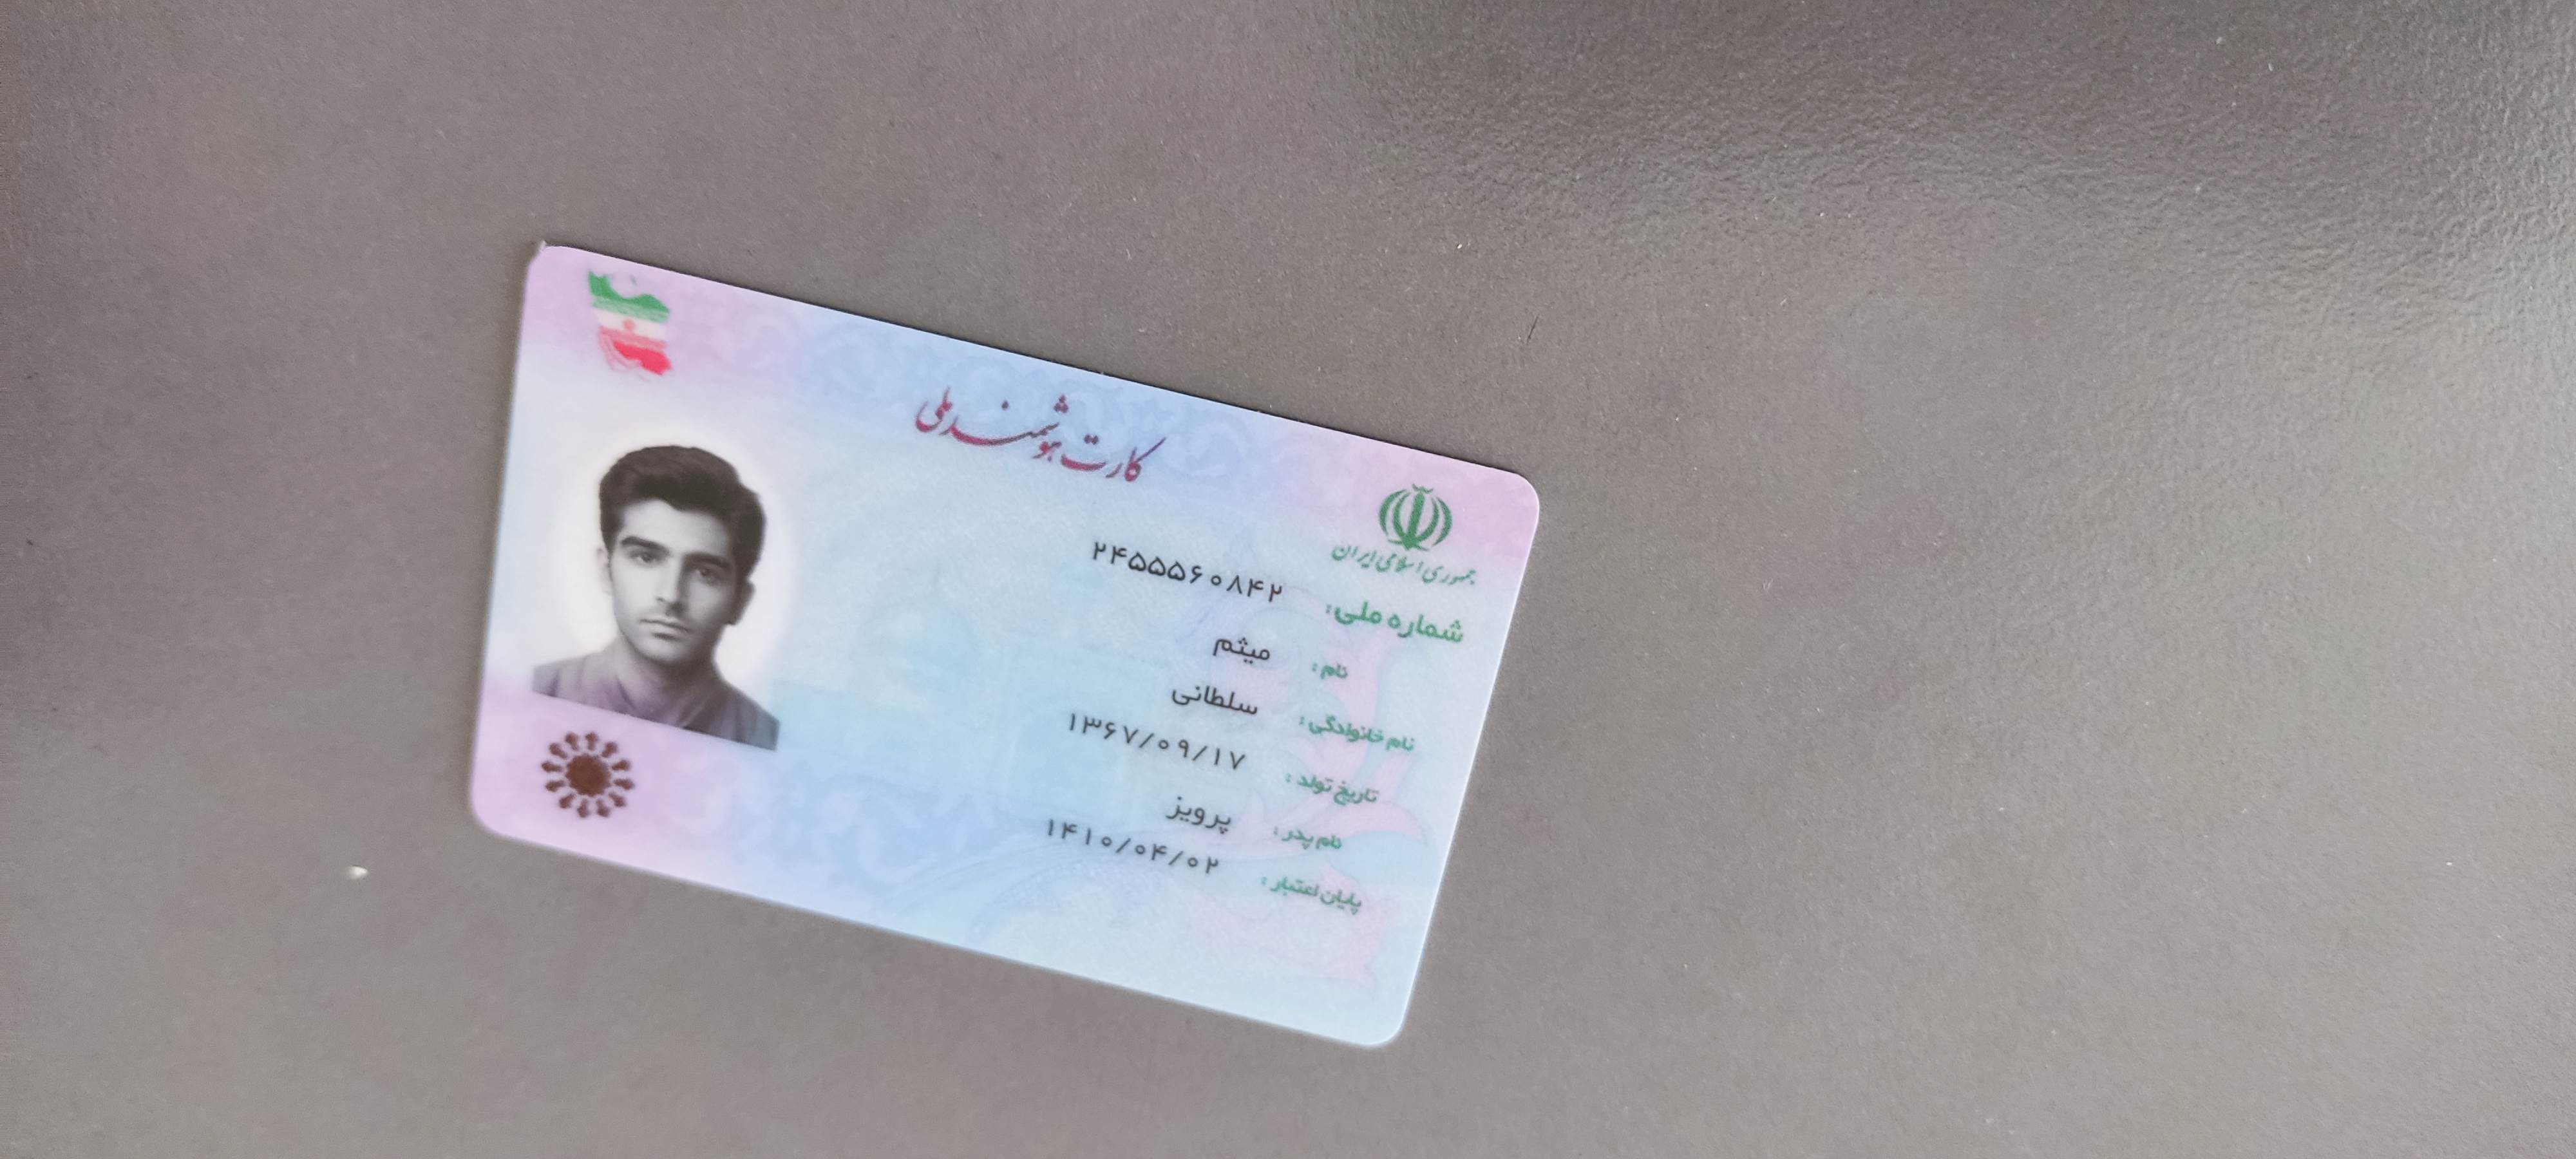 کارت هوشمند ملی
جمهوری اسلامی ایران
شماره ملی: ۲۴۵۵۵۶۰۸۴۲
نام: میثم
نام خانوادگی: سلطانی
تاریخ تولد: ۱۳۶۷/۰۹/۱۷
نام پدر: پرویز
پایان اعتبار: ۱۴۱۰/۰۴/۰۲